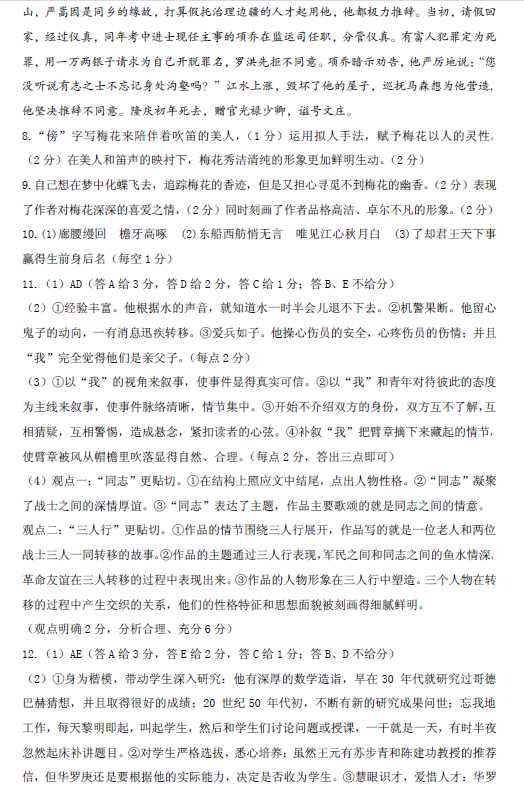 山，严嵩因是同乡的缘故，打算假托治理边疆的人才起用他，他都极力推辞。当初，请假回
家，经过仪真，同年考中进士现任主事的项乔在监运司任职，分管仪真。有富人犯罪定为死
罪，用一万两银子请求为自己开脱罪名，罗洪先拒不同意。项乔暗示劝告，他严厉地说：“您
没听说有志之士不忘记身处沟壑吗？”江水上涨，毁坏了他的屋子，巡抚马森想为他营造，
他坚决推辞不同意。隆庆初年死去，赠官光禄少卿，谥号文庄。
8.“傍”字写梅花来陪伴着吹笛的美人，（1 分）运用拟人手法，赋予梅花以人的灵性，
（2 分）在美人和笛声的映衬下，梅花秀洁清纯的形象更加鲜明生动。（2 分）
9.自己想在梦中化蝶飞去，追踪梅花的香迹，但是又担心寻觅不到梅花的幽香。（2 分）表现
了作者对梅花深深的喜爱之情，（2 分）同时刻画了作者品格高洁、卓尔不凡的形象。（2 分）
10.(1)廊腰缦回 檐牙高啄 (2)东船西舫悄无言 唯见江心秋月白 (3)了却君王天下事
赢得生前身后名（每空 1 分）
11.（1）AD（答 A 给 3 分，答 D 给 2 分，答 C 给 1 分；答 B、E 不给分）
（2）①经验丰富。他根据水的声音，就知道水一时半会儿退不下去。②机警果断。他留心
鬼子的动向，一有消息迅疾转移。③爱兵如子。他操心伤员的安全，心疼伤员的伤情；并且
“我”完全觉得他们是亲父子。（每点 2 分）
（3）①以“我”的视角来叙事，使事件显得真实可信。②以“我”和青年对待彼此的态度
为主线来叙事，使事件脉络清晰，情节集中。③开始不介绍双方的身份，双方互不了解，互
相猜疑，互相警惕，造成悬念，紧扣读者的心弦。④补叙“我”把臂章摘下来藏起的情节，
使臂章被风从帽檐里吹落显得自然、合理。（每点 2 分，答出三点即可）
（4）观点一：“同志”更贴切。①在结构上照应文中结尾，点出人物性格。②“同志”凝聚
了战士之间的深情厚谊。③“同志”表达了主题，作品主要歌颂的就是同志之间的情意。
观点二：“三人行”更贴切。①作品的情节围绕三人行展开，作品写的就是一位老人和两位
战士三人一同转移的故事。②作品的主题通过三人行表现，军民之间和同志之间的鱼水情深、
革命友谊在三人转移的过程中表现出来。③作品的人物形象在三人行中塑造。三个人物在转
移的过程中产生交织的关系，他们的性格特征和思想面貌被刻画得细腻鲜明。
（观点明确 2 分，分析合理、充分 6 分）
12.（1）AE（答 A 给 3 分，答 E 给 2 分，答 C 给 1 分；答 B、D 不给分）
（2）①身为楷模，带动学生深入研究：他有深厚的数学造诣，早在 30 年代就研究过哥德
巴赫猜想，并且取得很好的成绩；20 世纪 50 年代初，不断有新的研究成果问世；忘我地
工作，每天黎明即起，叫起学生，然后和学生们讨论问题或授课，一干就是一天，有时半夜
忽然起床补讲题目。②对学生严格选拔，悉心培养：虽然王元有苏步青和陈建功教授的推荐
信，但华罗庚还是要根据他的实际能力，决定是否收为学生。③慧眼识才，爱惜人才：华罗